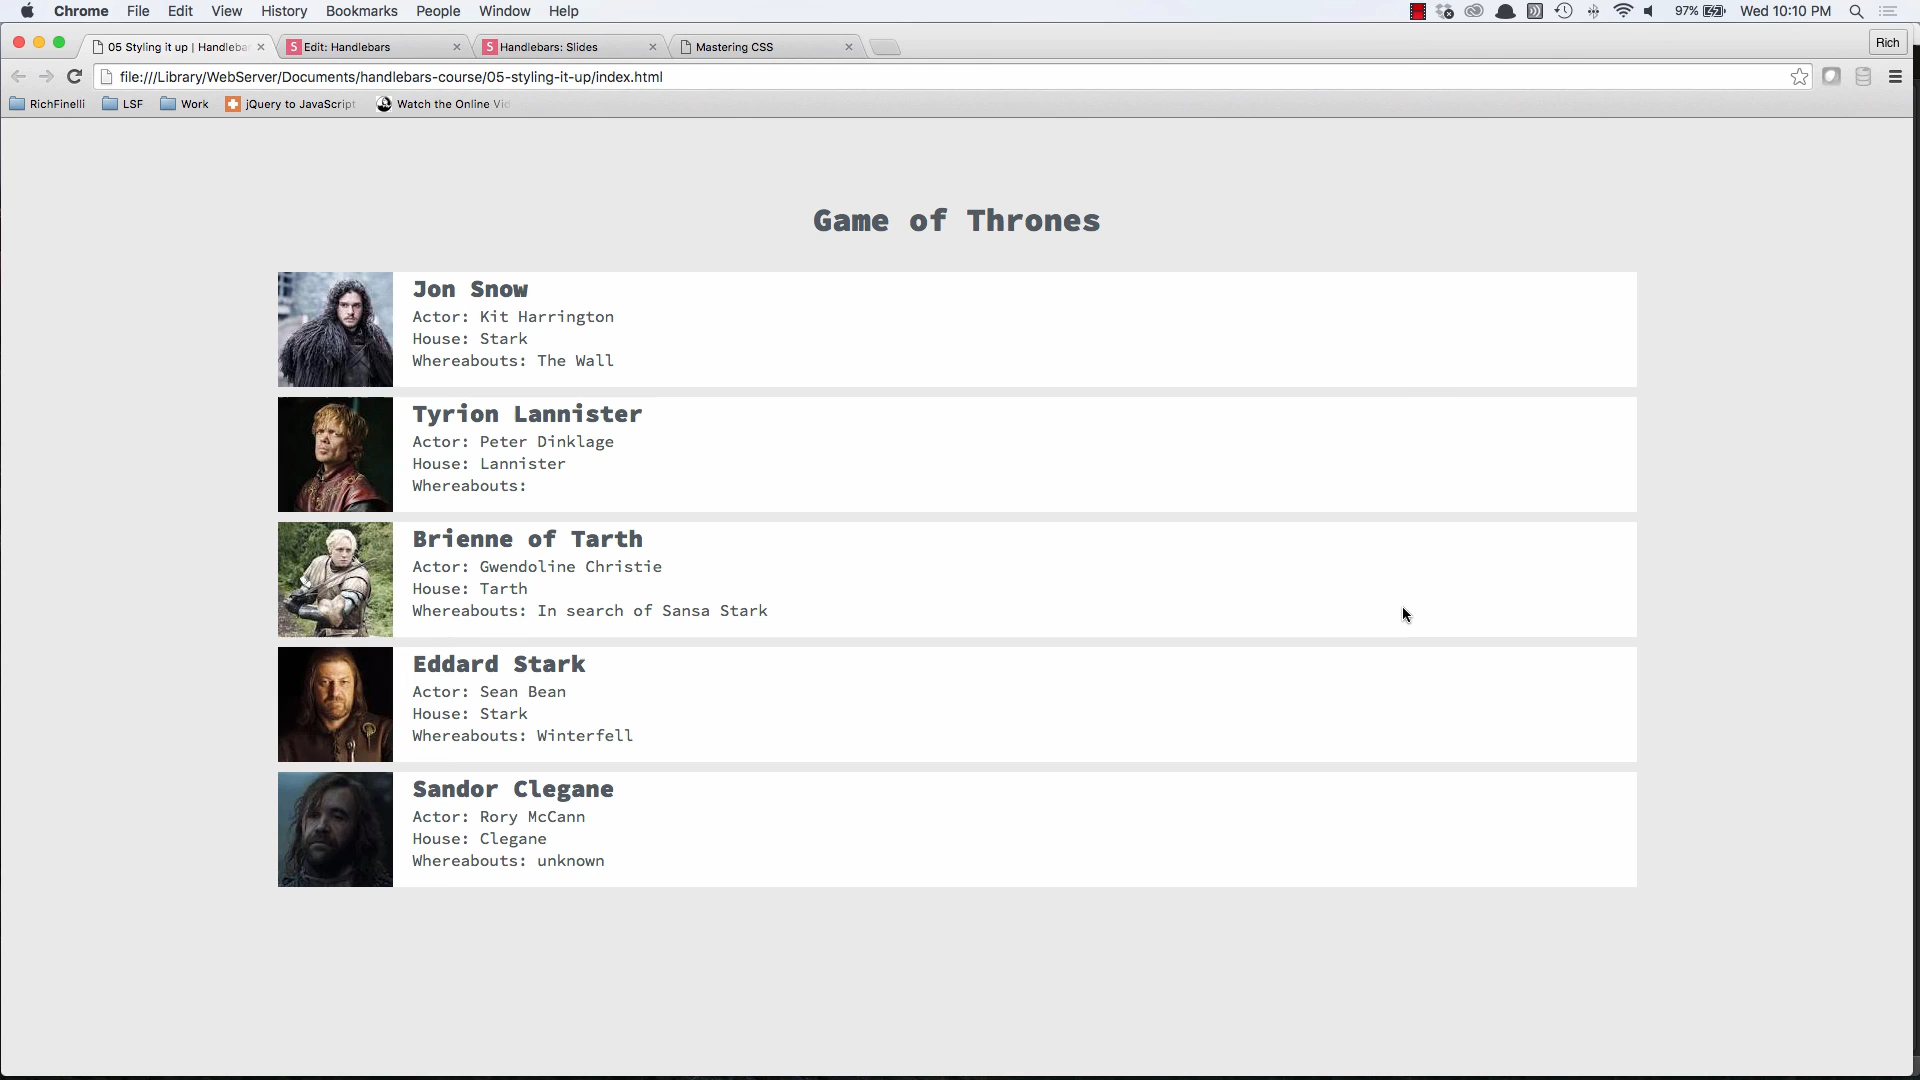 Chrome File Edit View History Bookmarks People Window Help 97% Wed 10:10 PM
05 Styling it up | Handleba Edit: Handlebars Handlebars: Slides Mastering CSS Rich
file:///Library/WebServer/Documents/handlebars-course/05-styling-it-up/index.html
RichFinelli LSF Work jQuery to JavaScript Watch the Online Vi
Game of Thrones
Jon Snow
Actor: Kit Harrington
House: Stark
Whereabouts: The Wall
Tyrion Lannister
Actor: Peter Dinklage
House: Lannister
Whereabouts:
Brienne of Tarth
Actor: Gwendoline Christie
House: Tarth
Whereabouts: In search of Sansa Stark
Eddard Stark
Actor: Sean Bean
House: Stark
Whereabouts: Winterfell
Sandor Clegane
Actor: Rory McCann
House: Clegane
Whereabouts: unknown